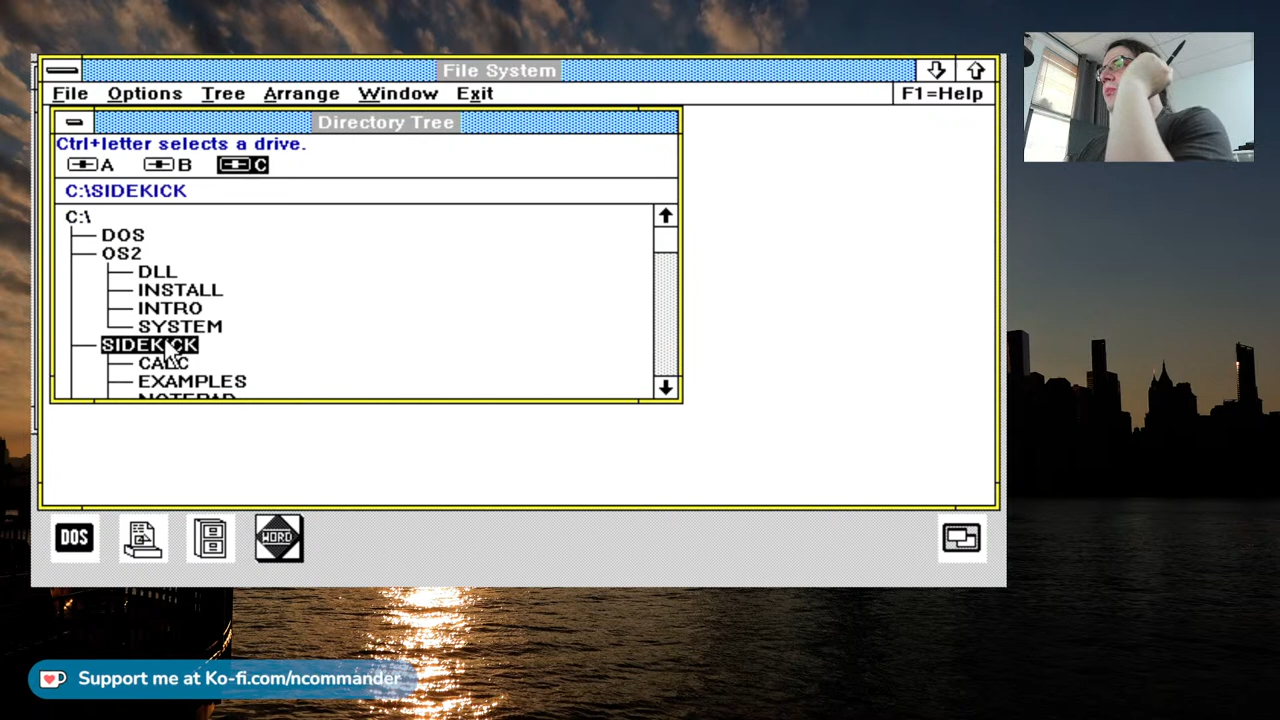 File System
File Options Tree Arrange Window Exit F1=Help
Directory Tree
Ctrl+letter selects a drive.
A B C
C:\SIDEKICK
C:\
DOS
OS2
DLL
INSTALL
INTRO
SYSTEM
SIDEKICK
CALC
EXAMPLES
NOTEPAD
DOS
WORD
Support me at Ko-fi.com/ncommander